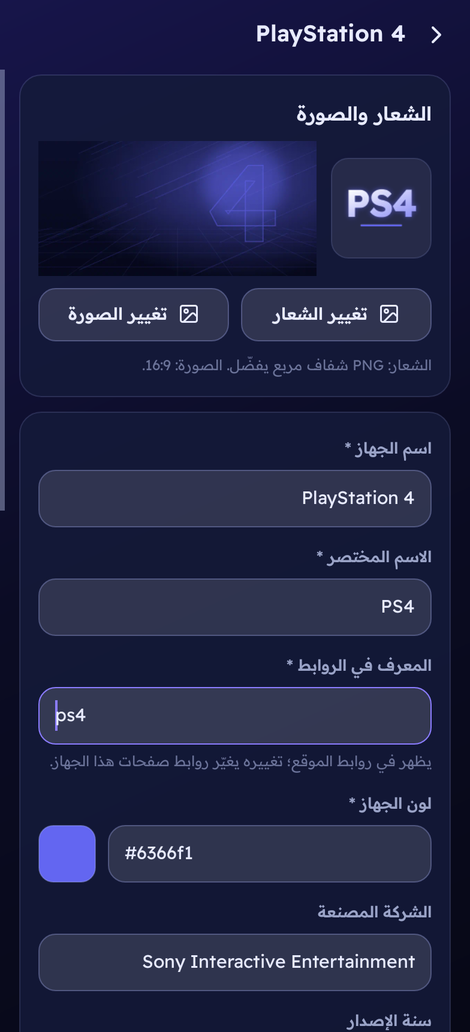 PlayStation 4
الشعار والصورة
PS4
4
تغيير الشعار
تغيير الصورة
الشعار: PNG شفاف مربع يفضّل. الصورة: 16:9.
اسم الجهاز *
PlayStation 4
الاسم المختصر *
PS4
المعرف في الروابط *
ps4
يظهر في روابط الموقع؛ تغييره يغيّر روابط صفحات هذا الجهاز.
لون الجهاز *
#6366f1
الشركة المصنعة
Sony Interactive Entertainment
سنة الإصدار